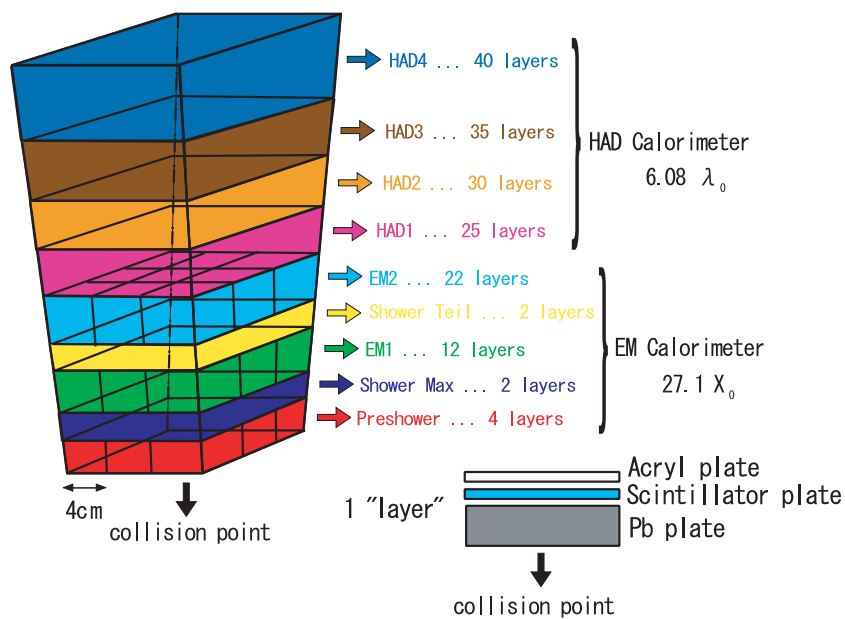 HAD4 ... 40 layers
HAD3 ... 35 layers
HAD2 ... 30 layers
HAD1 ... 25 layers
HAD Calorimeter
6.08 λ₀
EM2 ... 22 layers
Shower Teil ... 2 layers
EM1 ... 12 layers
Shower Max ... 2 layers
Preshower ... 4 layers
EM Calorimeter
27.1 X₀
4cm
collision point
1 "layer"
Acryl plate
Scintillator plate
Pb plate
collision point